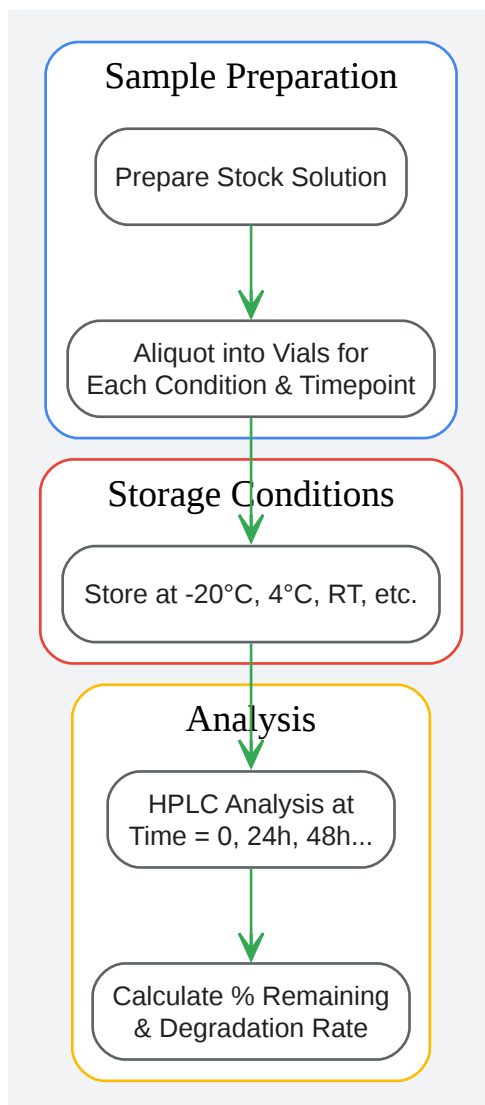 Sample Preparation
Prepare Stock Solution
Aliquot into Vials for
Each Condition & Timepoint
Storage Conditions
Store at -20°C, 4°C, RT, etc.
Analysis
HPLC Analysis at
Time = 0, 24h, 48h...
Calculate % Remaining
& Degradation Rate